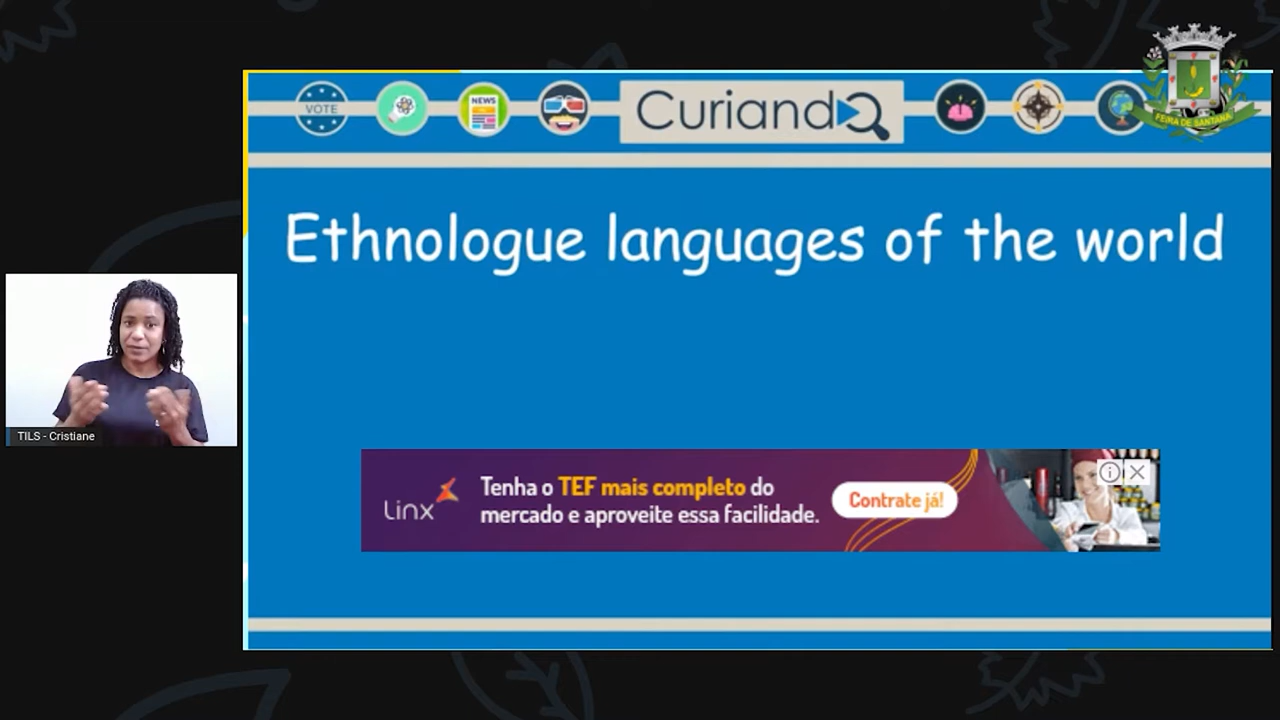 VOTE
NEWS
Curiando
FEIRA DE SANTANA
Ethnologue languages of the world
TILS - Cristiane
Linx
Tenha o TEF mais completo do
mercado e aproveite essa facilidade.
Contrate já!